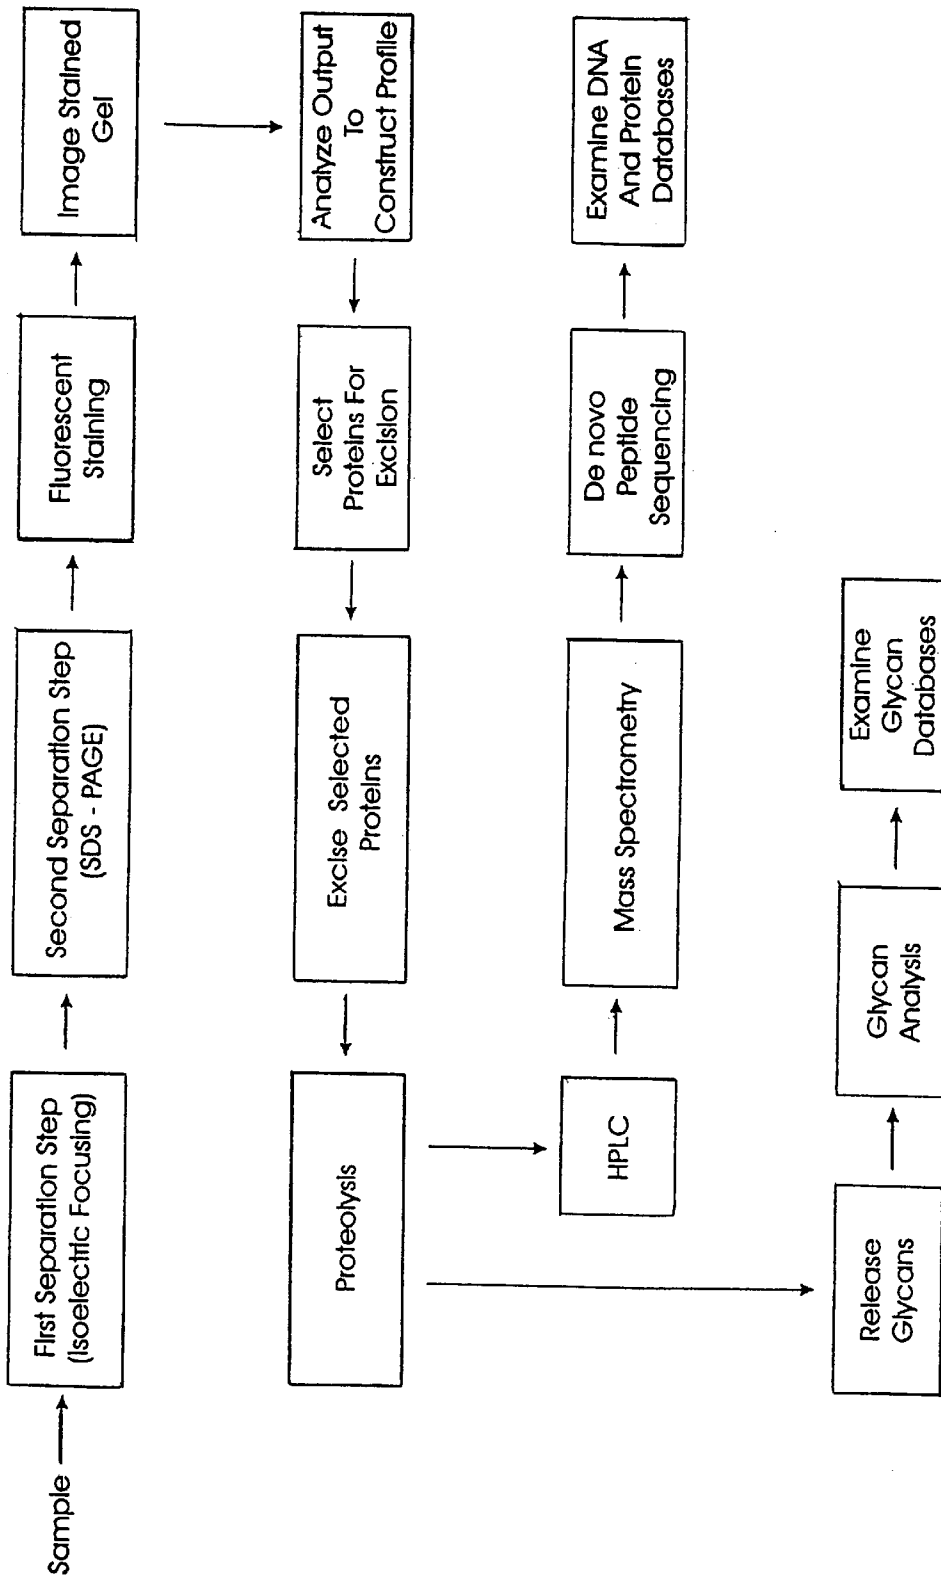 Sample
First Separation Step
(Isoelectric Focusing)
Second Separation Step
(SDS - PAGE)
Fluorescent
Staining
Image Stained
Gel
Analyze Output
To
Construct Profile
Select
Proteins For
Excision
Excise Selected
Proteins
Proteolysis
HPLC
Mass Spectrometry
De novo
Peptide
Sequencing
Examine DNA
And Protein
Databases
Release
Glycans
Glycan
Analysis
Examine
Glycan
Databases